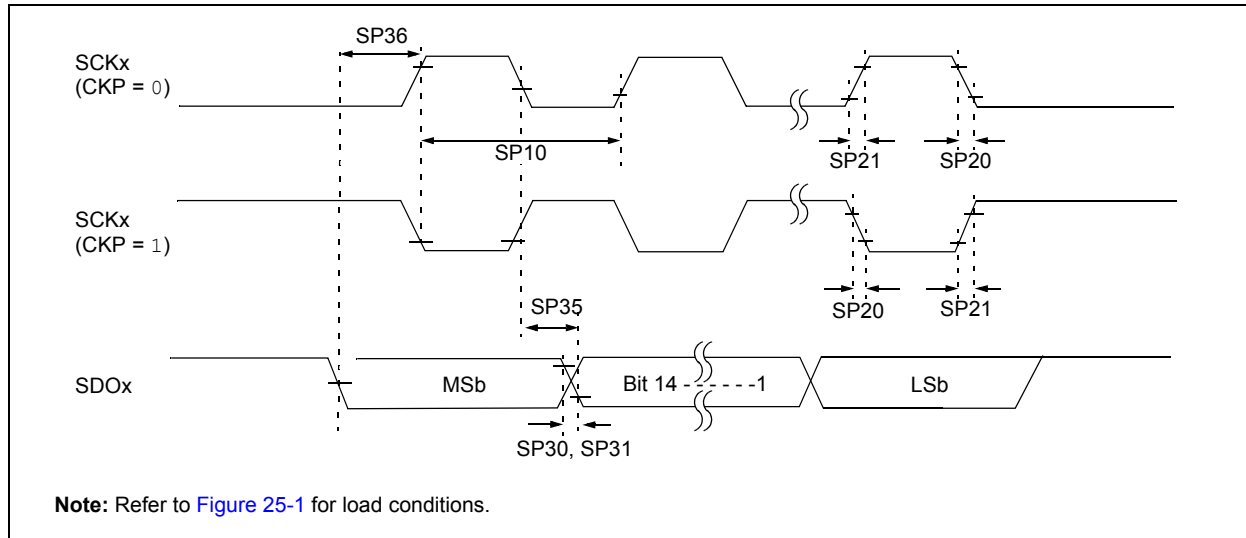 SP36
SCKx
(CKP = 0)
SP10
SP21
SP20
SCKx
(CKP = 1)
SP35
SP20
SP21
SDOx
MSb
Bit 14 - - - - - -1
LSb
SP30, SP31
Note: Refer to Figure 25-1 for load conditions.